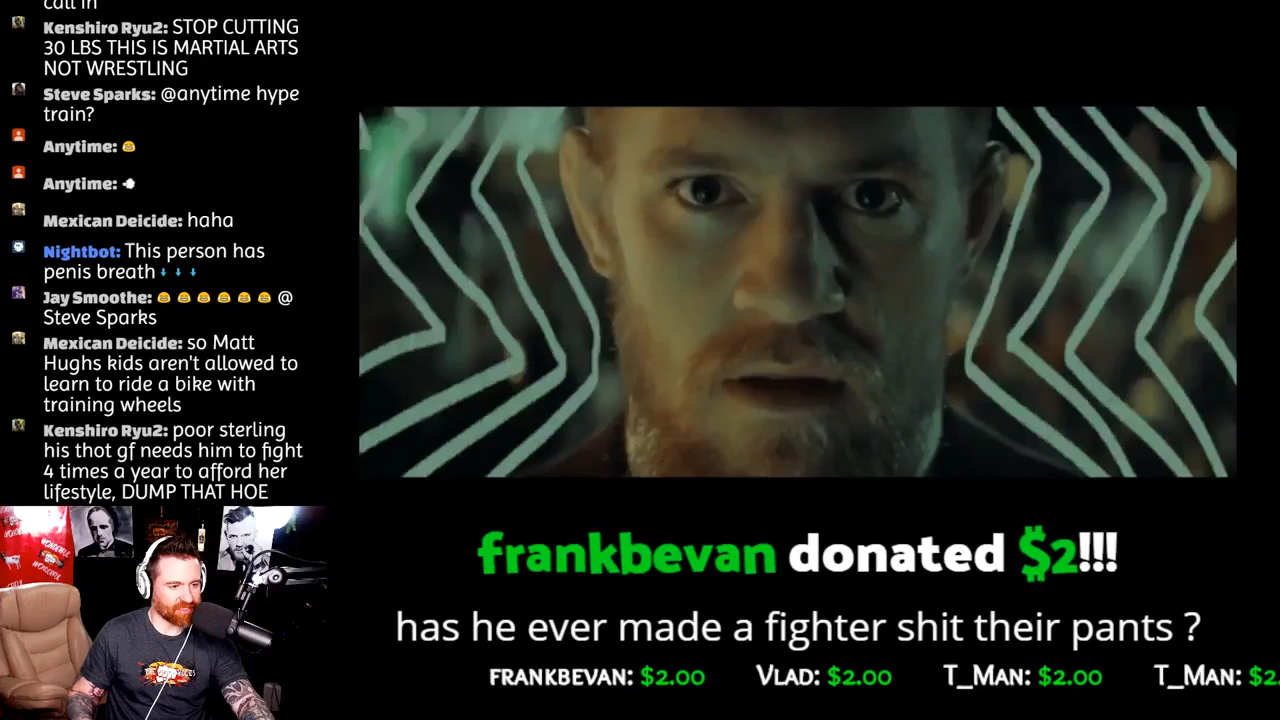 call in
Kenshiro Ryu2: STOP CUTTING
30 LBS THIS IS MARTIAL ARTS
NOT WRESTLING
Steve Sparks: @anytime hype
train?
Anytime: 😂
Anytime: 💨
Mexican Deicide: haha
Nightbot: This person has
penis breath ↓ ↓ ↓
Jay Smoothe: 😂 😂 😂 😂 😂 😂 @
Steve Sparks
Mexican Deicide: so Matt
Hughs kids aren't allowed to
learn to ride a bike with
training wheels
Kenshiro Ryu2: poor sterling
his thot gf needs him to fight
4 times a year to afford her
lifestyle, DUMP THAT HOE
frankbevan donated $2!!!
has he ever made a fighter shit their pants ?
FRANKBEVAN: $2.00 VLAD: $2.00 T_MAN: $2.00 T_MAN: $2.